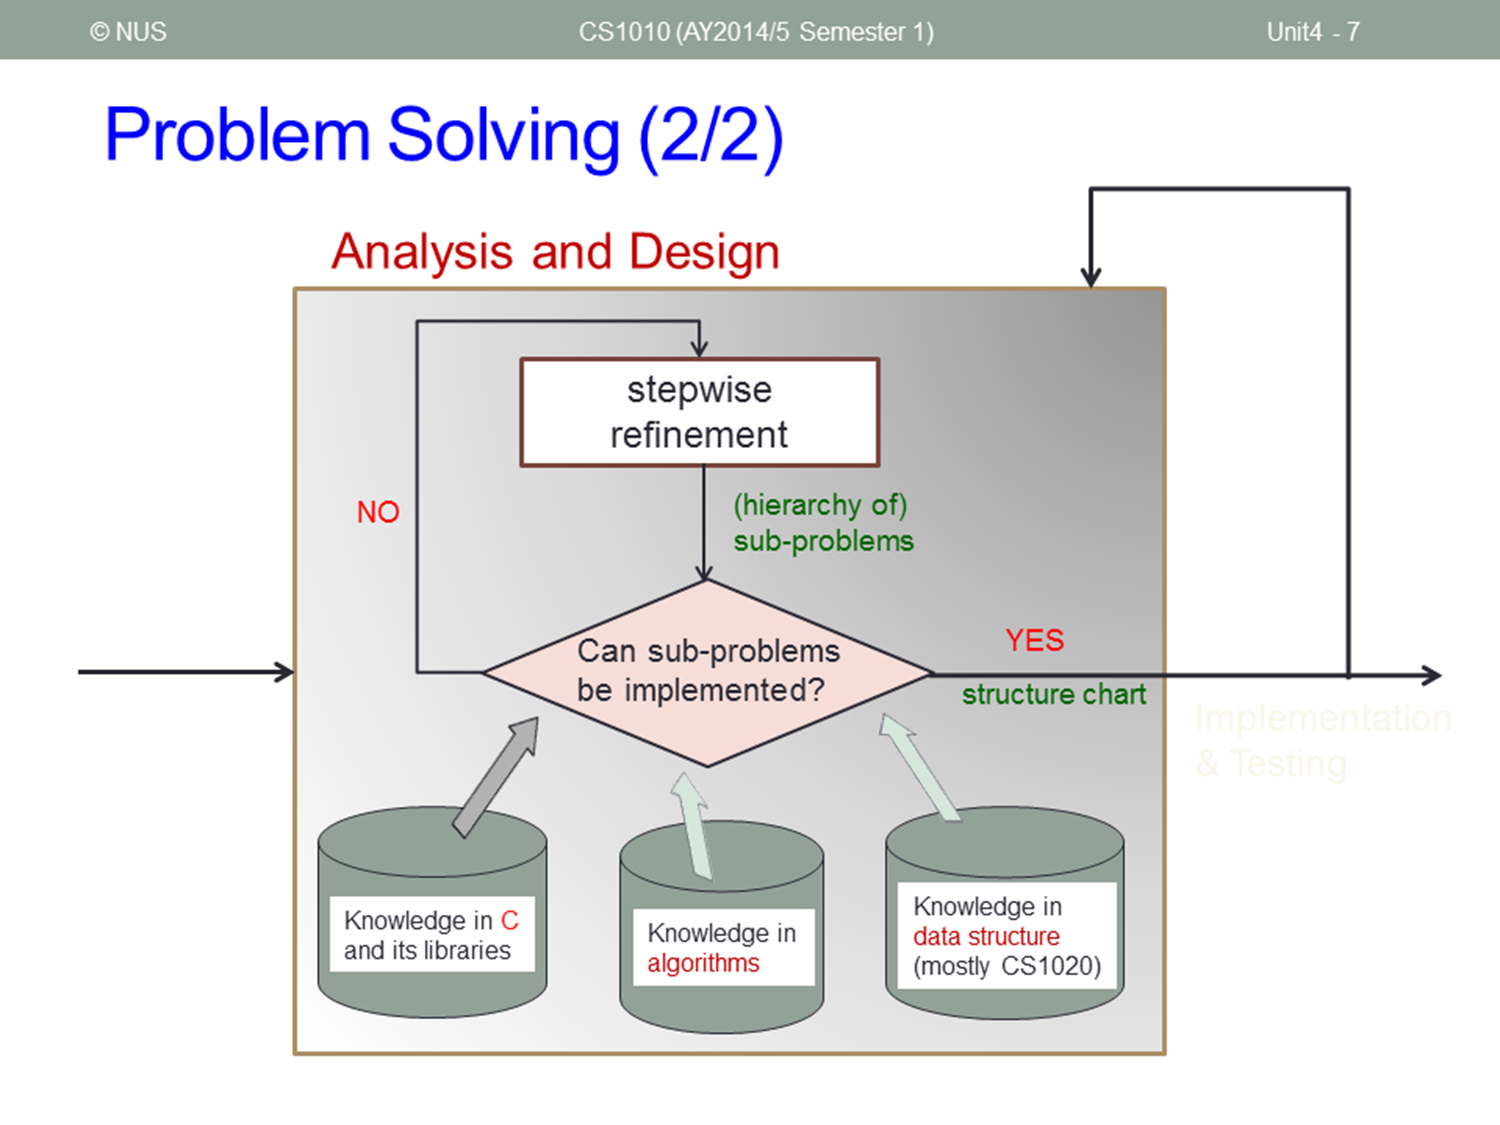 © NUS
CS1010 (AY2014/5 Semester 1)
Unit4 - 7
Problem Solving (2/2)
Analysis and Design
stepwise
refinement
NO
(hierarchy of)
sub-problems
Can sub-problems
be implemented?
YES
structure chart
Implementation
& Testing
Knowledge in C
and its libraries
Knowledge in
algorithms
Knowledge in
data structure
(mostly CS1020)